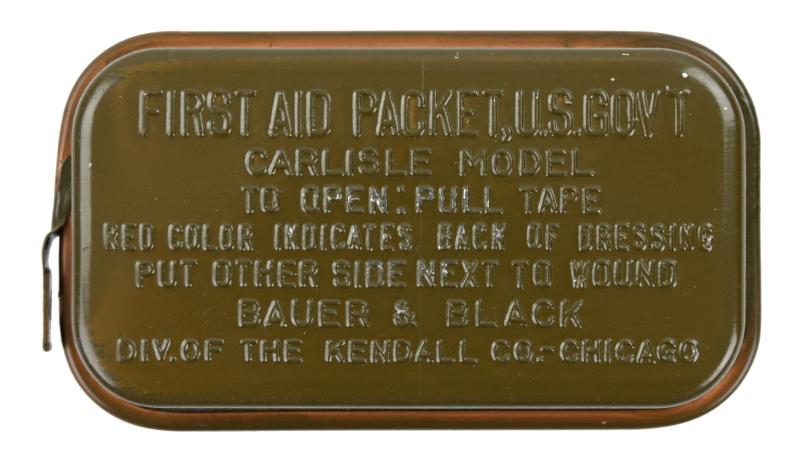 FIRST AID PACKET, U.S. GOV'T
CARLISLE MODEL
TO OPEN: PULL TAPE
RED COLOR INDICATES BACK OF DRESSING
PUT OTHER SIDE NEXT TO WOUND
BAUER & BLACK
DIV. OF THE KENDALL CO.-CHICAGO